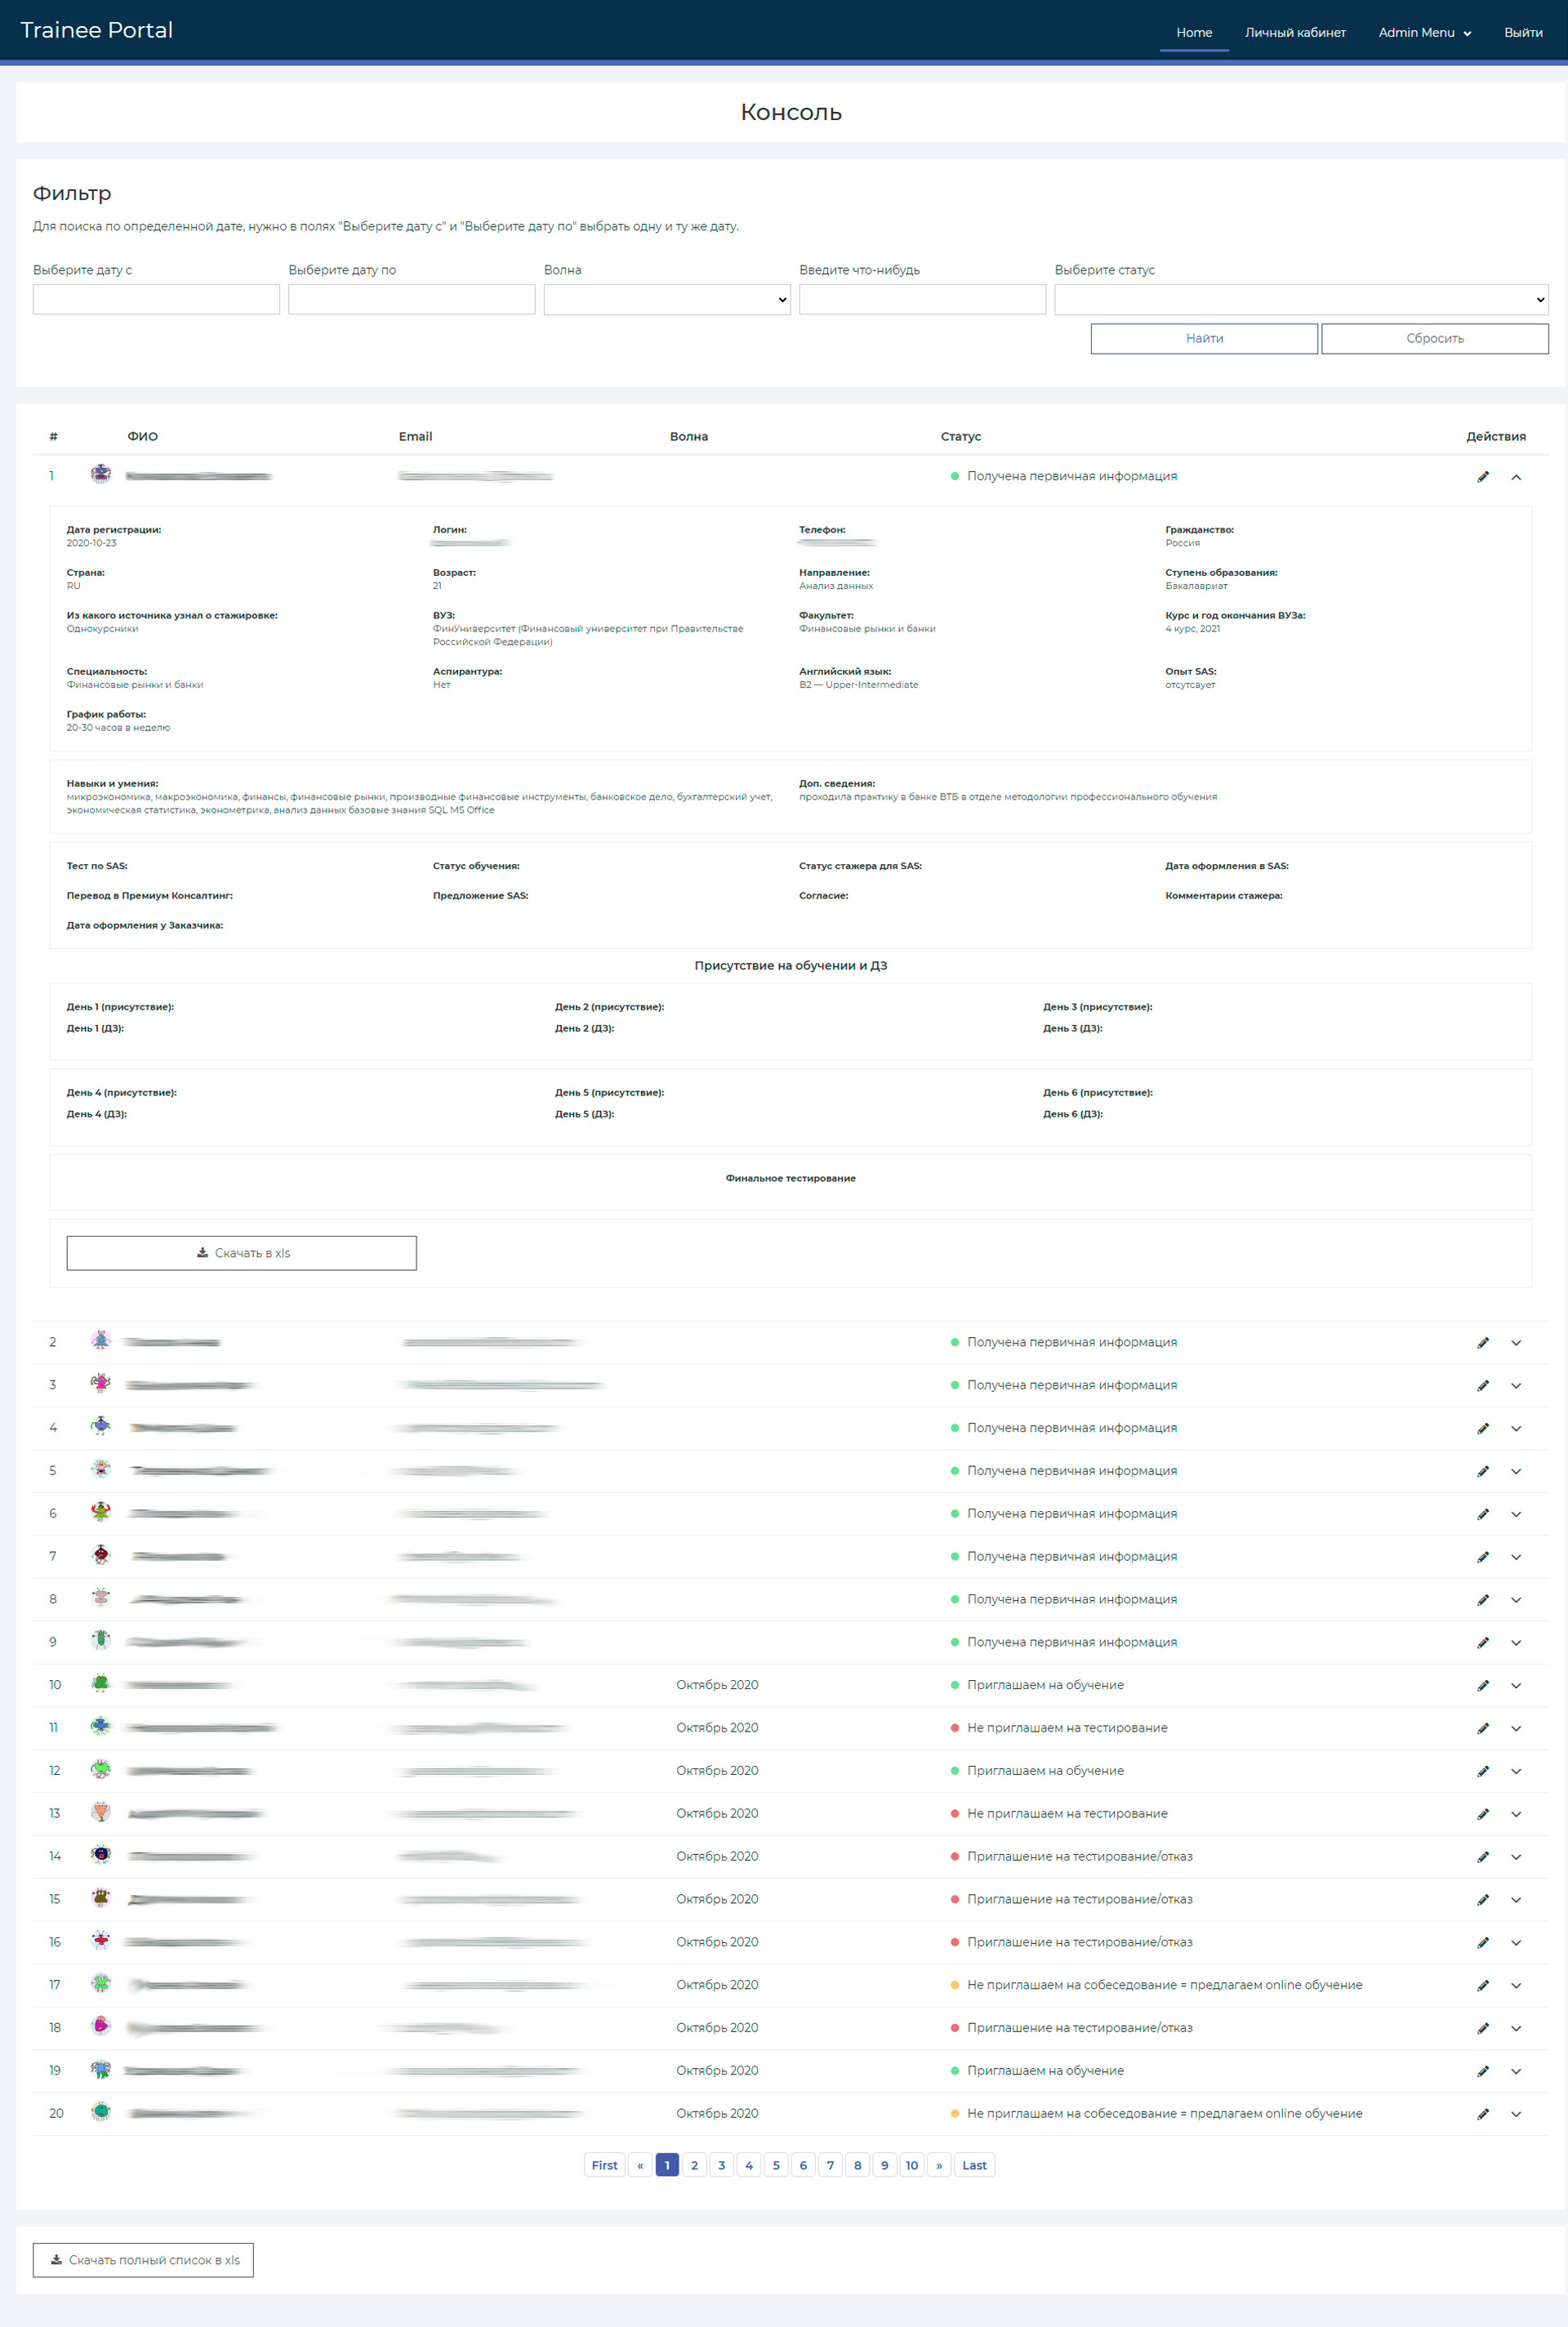 Trainee Portal
Home Личный кабинет Admin Menu Выйти
Консоль
Фильтр
Для поиска по определенной дате, нужно в полях "Выберите дату с" и "Выберите дату по" выбрать одну и ту же дату.
Выберите дату с Выберите дату по Волна Введите что-нибудь Выберите статус
Найти Сбросить
# ФИО Email Волна Статус Действия
1 Получена первичная информация
Дата регистрации: Логин: Телефон: Гражданство:
2020-10-23 Россия
Страна: Возраст: Направление: Ступень образования:
RU 21 Анализ данных Бакалавриат
Из какого источника узнал о стажировке: ВУЗ: Факультет: Курс и год окончания ВУЗа:
Однокурсники ФинУниверситет (Финансовый университет при Правительстве Финансовые рынки и банки 4 курс, 2021
Российской Федерации)
Специальность: Аспирантура: Английский язык: Опыт SAS:
Финансовые рынки и банки Нет B2 — Upper-Intermediate отсутсвует
График работы:
20-30 часов в неделю
Навыки и умения: Доп. сведения:
микроэкономика, макроэкономика, финансы, финансовые рынки, производные финансовые инструменты, банковское дело, бухгалтерский учет, проходила практику в банке ВТБ в отделе методологии профессионального обучения
экономическая статистика, эконометрика, анализ данных базовые знания SQL MS Office
Тест по SAS: Статус обучения: Статус стажера для SAS: Дата оформления в SAS:
Перевод в Премиум Консалтинг: Предложение SAS: Согласие: Комментарии стажера:
Дата оформления у Заказчика:
Присутствие на обучении и ДЗ
День 1 (присутствие): День 2 (присутствие): День 3 (присутствие):
День 1 (ДЗ): День 2 (ДЗ): День 3 (ДЗ):
День 4 (присутствие): День 5 (присутствие): День 6 (присутствие):
День 4 (ДЗ): День 5 (ДЗ): День 6 (ДЗ):
Финальное тестирование
Скачать в xls
2 Получена первичная информация
3 Получена первичная информация
4 Получена первичная информация
5 Получена первичная информация
6 Получена первичная информация
7 Получена первичная информация
8 Получена первичная информация
9 Получена первичная информация
10 Октябрь 2020 Приглашаем на обучение
11 Октябрь 2020 Не приглашаем на тестирование
12 Октябрь 2020 Приглашаем на обучение
13 Октябрь 2020 Не приглашаем на тестирование
14 Октябрь 2020 Приглашение на тестирование/отказ
15 Октябрь 2020 Приглашение на тестирование/отказ
16 Октябрь 2020 Приглашение на тестирование/отказ
17 Октябрь 2020 Не приглашаем на собеседование = предлагаем online обучение
18 Октябрь 2020 Приглашение на тестирование/отказ
19 Октябрь 2020 Приглашаем на обучение
20 Октябрь 2020 Не приглашаем на собеседование = предлагаем online обучение
First « 1 2 3 4 5 6 7 8 9 10 » Last
Скачать полный список в xls